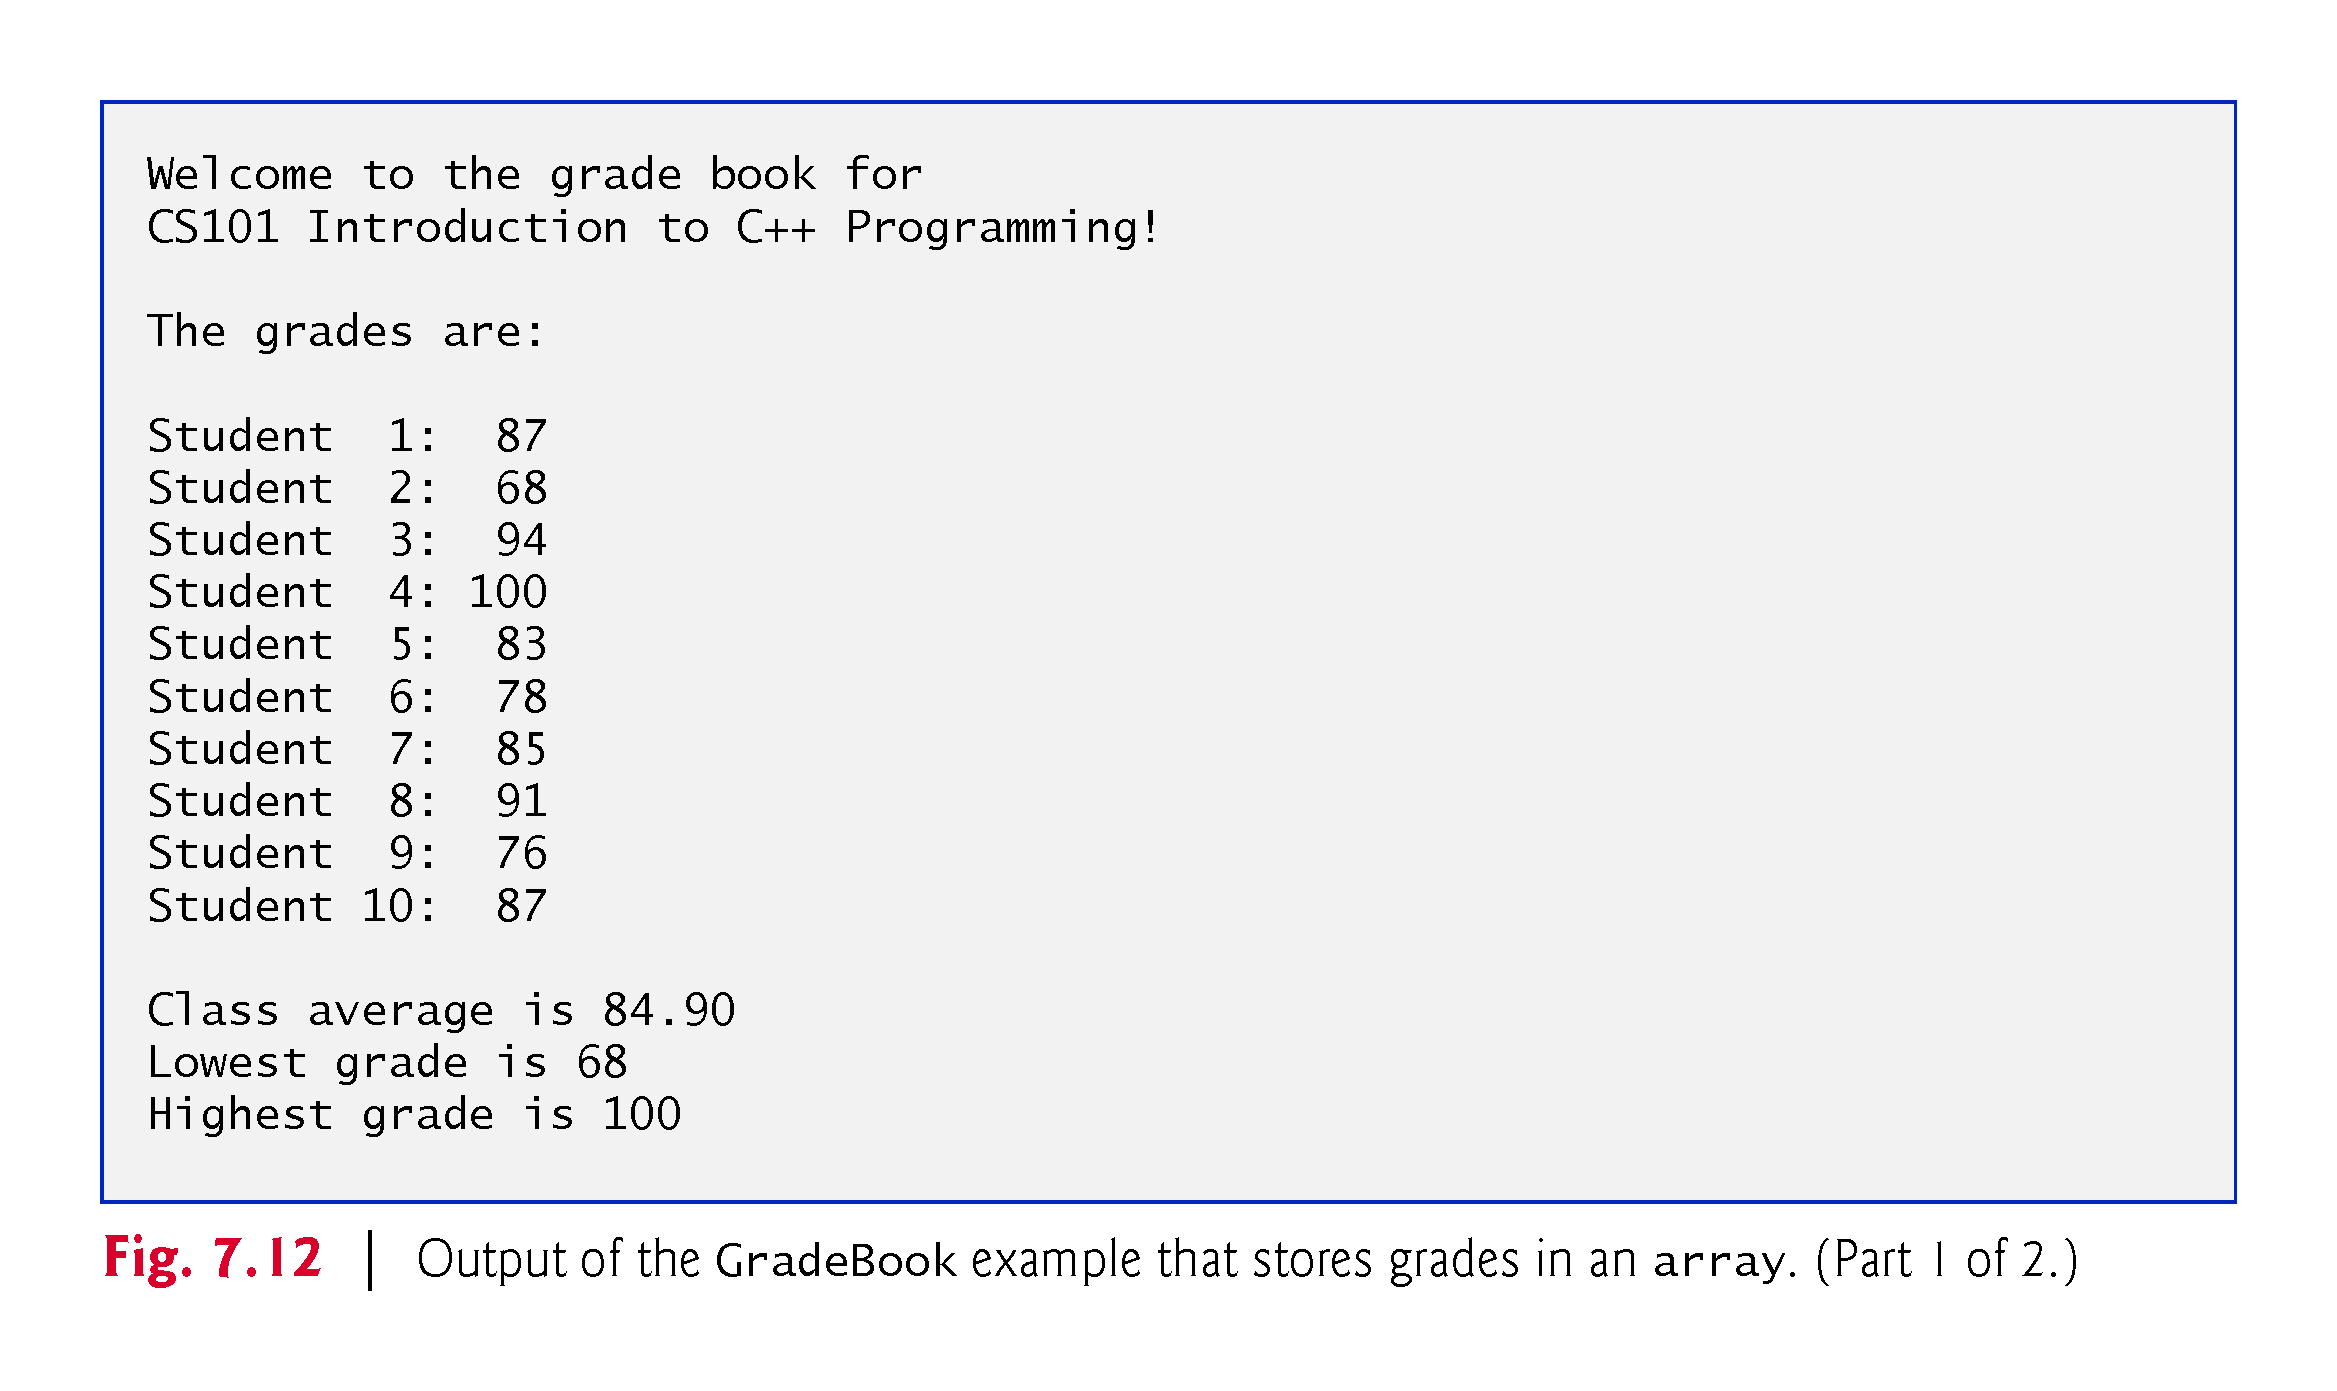 Welcome to the grade book for
CS101 Introduction to C++ Programming!
The grades are:
Student  1:  87
Student  2:  68
Student  3:  94
Student  4: 100
Student  5:  83
Student  6:  78
Student  7:  85
Student  8:  91
Student  9:  76
Student 10:  87
Class average is 84.90
Lowest grade is 68
Highest grade is 100
Fig. 7.12 | Output of the GradeBook example that stores grades in an array. (Part 1 of 2.)